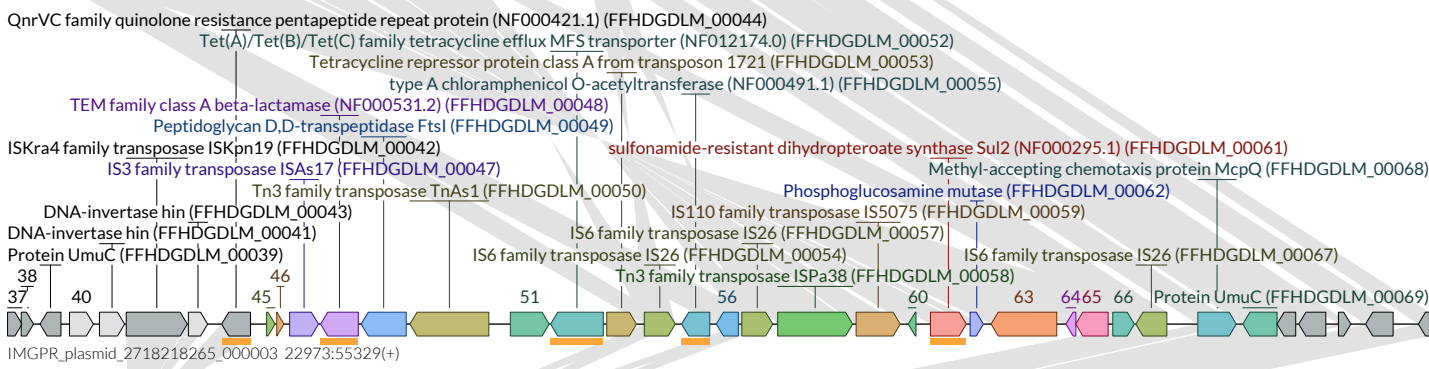 QnrVC family quinolone resistance pentapeptide repeat protein (NF000421.1) (FFHDGDLM_00044)
Tet(A)/Tet(B)/Tet(C) family tetracycline efflux MFS transporter (NF012174.0) (FFHDGDLM_00052)
Tetracycline repressor protein class A from transposon 1721 (FFHDGDLM_00053)
type A chloramphenicol O-acetyltransferase (NF000491.1) (FFHDGDLM_00055)
TEM family class A beta-lactamase (NF000531.2) (FFHDGDLM_00048)
Peptidoglycan D,D-transpeptidase FtsI (FFHDGDLM_00049)
ISKra4 family transposase ISKpn19 (FFHDGDLM_00042) sulfonamide-resistant dihydropteroate synthase Sul2 (NF000295.1) (FFHDGDLM_00061)
IS3 family transposase ISAs17 (FFHDGDLM_00047) Methyl-accepting chemotaxis protein McpQ (FFHDGDLM_00068)
Tn3 family transposase TnAs1 (FFHDGDLM_00050) Phosphoglucosamine mutase (FFHDGDLM_00062)
DNA-invertase hin (FFHDGDLM_00043) IS110 family transposase IS5075 (FFHDGDLM_00059)
DNA-invertase hin (FFHDGDLM_00041) IS6 family transposase IS26 (FFHDGDLM_00057)
Protein UmuC (FFHDGDLM_00039) IS6 family transposase IS26 (FFHDGDLM_00054) IS6 family transposase IS26 (FFHDGDLM_00067)
38 46 Tn3 family transposase ISPa38 (FFHDGDLM_00058)
37 40 45 51 56 60 63 64 65 66 Protein UmuC (FFHDGDLM_00069)
IMGPR_plasmid_2718218265_000003 22973:55329(+)